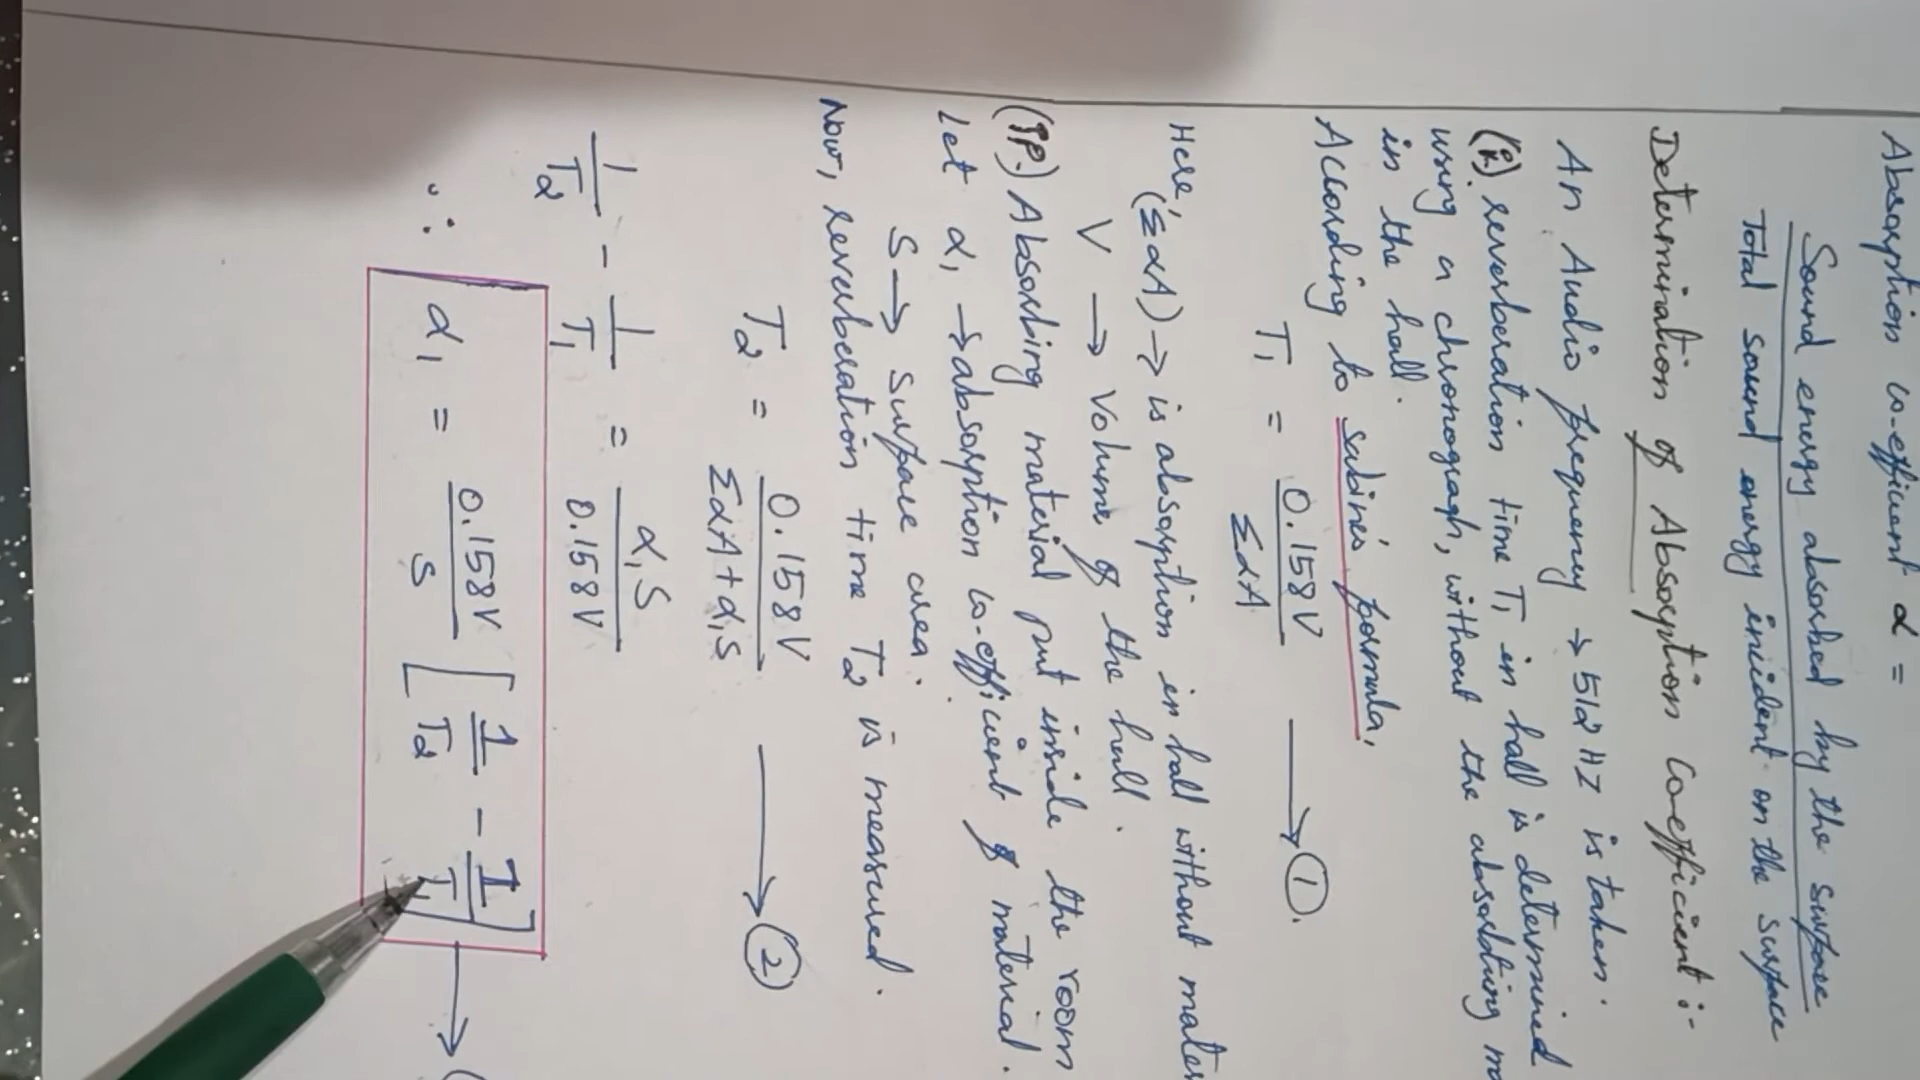 Absorption co-efficient α =
Sound energy absorbed by the surface
Total sound energy incident on the surface
Determination of Absorption Co-efficient :-
An Audio frequency → 512 HZ is taken.
(i). reverberation time T₁ in hall is determined
using a chronograph, without the absorbing
in the hall.
According to sabine's formula,
T₁ = 0.158V / ΣαA → ①.
Here, (ΣαA) → is absorption in hall without
V → Volume of the hall.
(ii.) Absorbing material put inside the room
Let α₁ → absorption co-efficient of material.
S → Surface area.
Now, reverberation time T₂ is measured.
T₂ = 0.158V / ΣαA + α₁S → ②
1/T₂ - 1/T₁ = α₁S / 0.158V
∴ α₁ = 0.158V / S [ 1/T₂ - 1/T₁ ] →